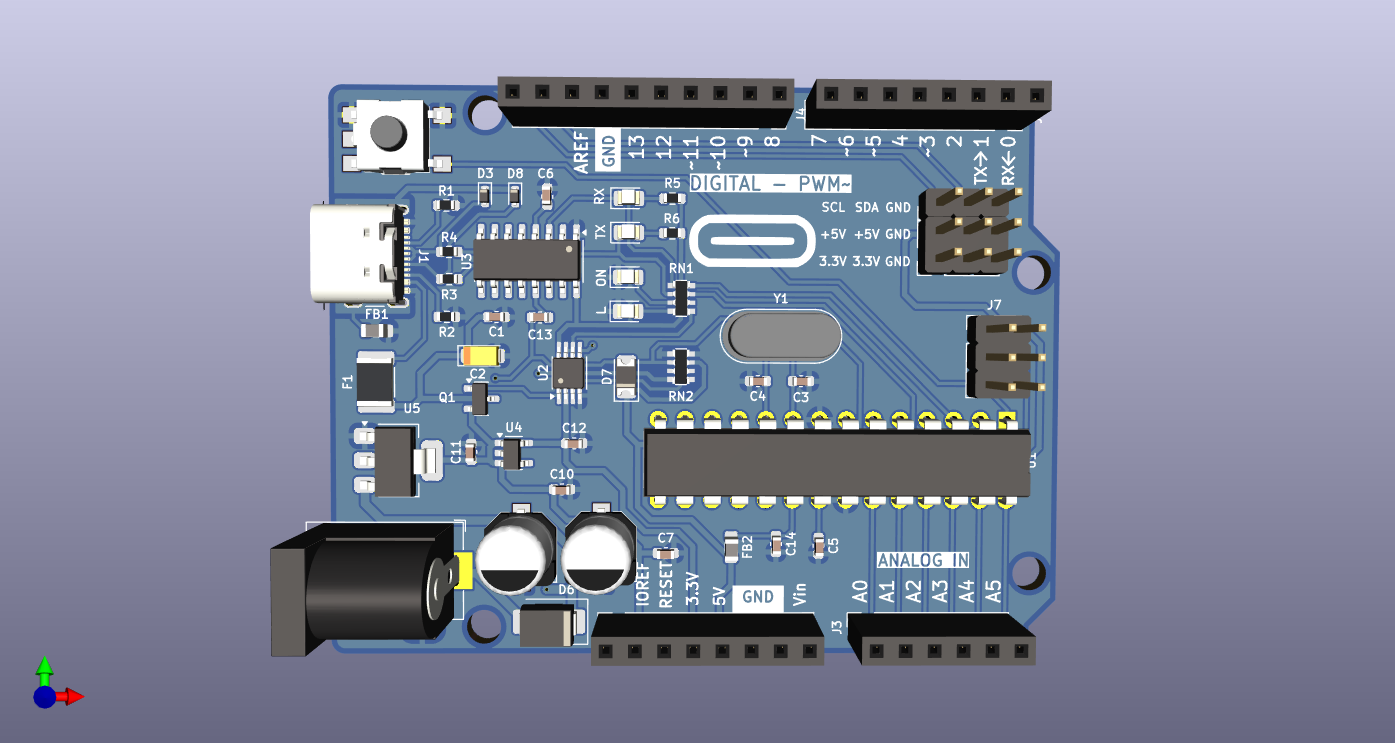 J4
AREF
GND
13
12
~11
~10
~9
8
7
~6
~5
4
~3
2
TX→1
RX←0
DIGITAL — PWM~
D3
D8
C6
R1
RX
R5
SCL SDA GND
TX
R6
+5V +5V GND
R4
J1
U3
3.3V 3.3V GND
ON
RN1
R3
Y1
J7
FB1
L
R2
C1
C13
C2
U2
D7
F1
Q1
RN2
C4
C3
U5
U4
C12
C11
U1
C10
C7
FB2
C14
C5
ANALOG IN
D6
IOREF
RESET
3.3V
5V
GND
Vin
A0
A1
A2
A3
A4
A5
J3